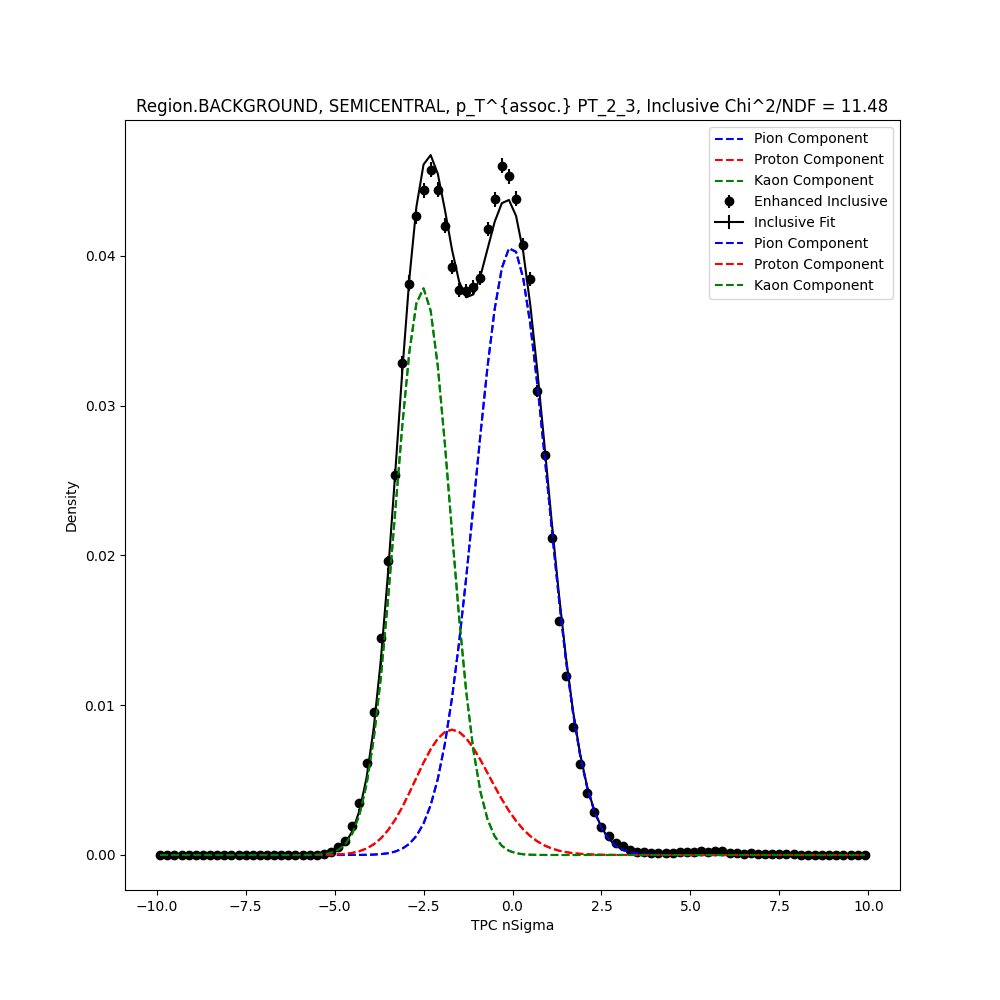 Region.BACKGROUND, SEMICENTRAL, p_T^{assoc.} PT_2_3, Inclusive Chi^2/NDF = 11.48
Pion Component
Proton Component
Kaon Component
Enhanced Inclusive
Inclusive Fit
Pion Component
Proton Component
Kaon Component
0.04
0.03
0.02
0.01
0.00
Density
−10.0 −7.5 −5.0 −2.5 0.0 2.5 5.0 7.5 10.0
TPC nSigma